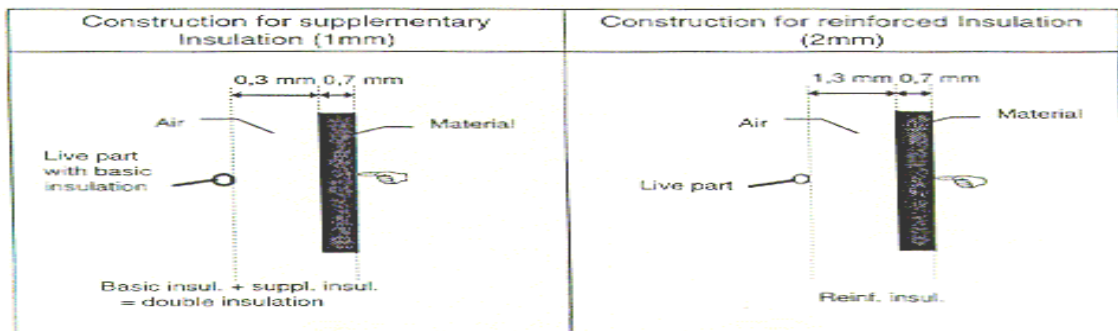 Construction for supplementary
Insulation (1mm)
0,3 mm 0,7 mm
Air
Material
Live part
with basic
insulation
Basic insul. + suppl. insul.
= double insulation
Construction for reinforced Insulation
(2mm)
1,3 mm 0,7 mm
Air
Material
Live part
Reinf. insul.